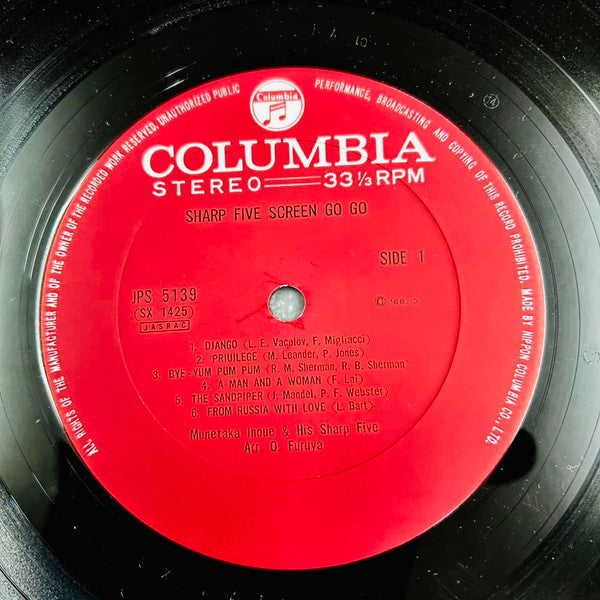 ALL RIGHTS OF THE MANUFACTURER AND OF THE OWNER OF THE RECORDED WORK RESERVED. UNAUTHORIZED PUBLIC PERFORMANCE, BROADCASTING AND COPYING OF THIS RECORD PROHIBITED. MADE BY NIPPON COLUMBIA CO., LTD.
Columbia
COLUMBIA
STEREO 33⅓ RPM
SHARP FIVE SCREEN GO GO
SIDE 1
JPS 5139
(SX 1425)
JASRAC
Ⓟ '68. 3
1. DJANGO (L. E. Vacalov, F. Migliacci)
2. PRIUILEGE (M. Leander, P. Jones)
3. BYE-YUM PUM PUM (R. M. Sherman, R. B. Sherman)
4. A MAN AND A WOMAN (F. Lai)
5. THE SANDPIPER (J. Mandel, P. F. Webster)
6. FROM RUSSIA WITH LOVE (L. Bart)
Munetaka Inoue & His Sharp Five
Arr. O. Furuya